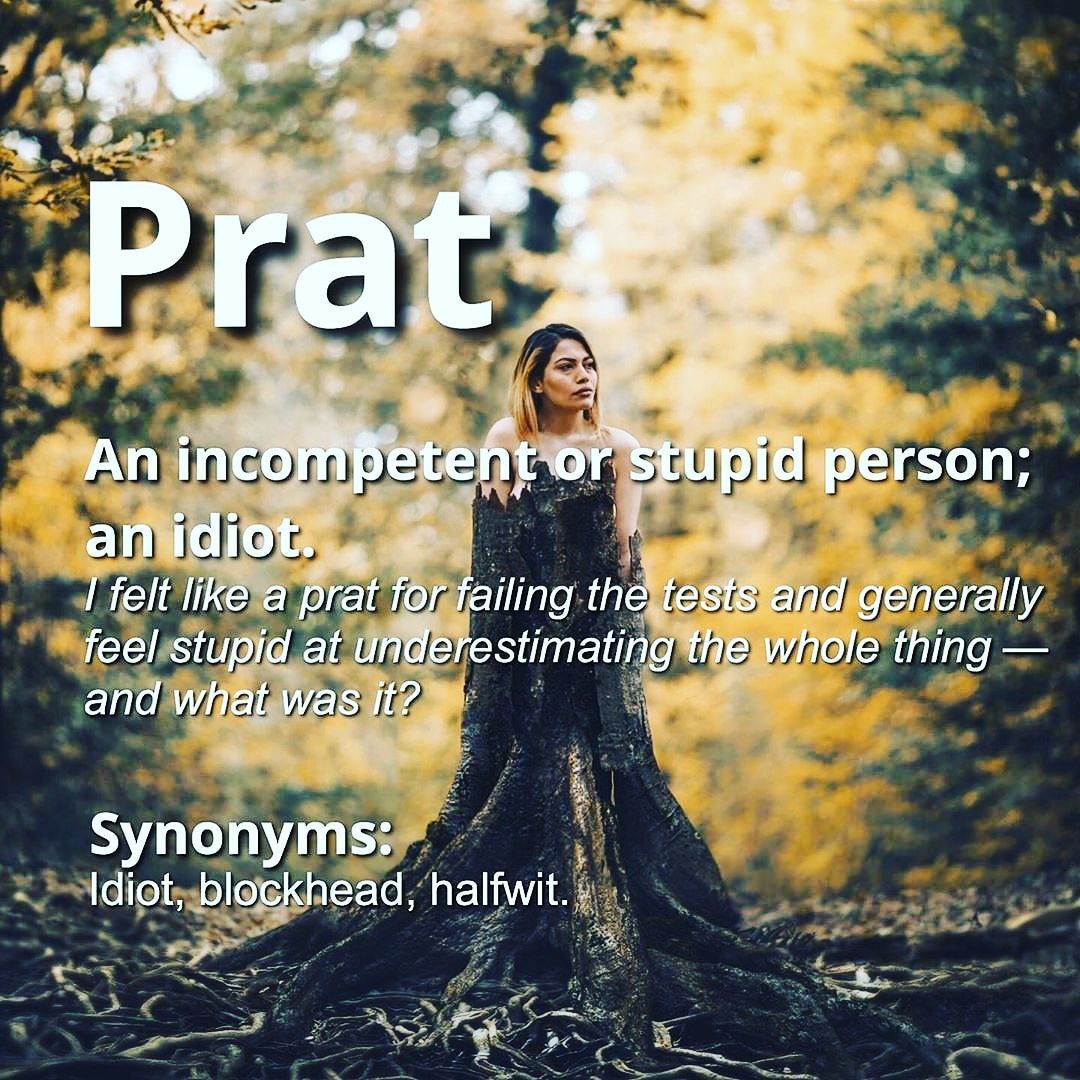 Prat
An incompetent or stupid person;
an idiot.
I felt like a prat for failing the tests and generally
feel stupid at underestimating the whole thing —
and what was it?
Synonyms:
Idiot, blockhead, halfwit.